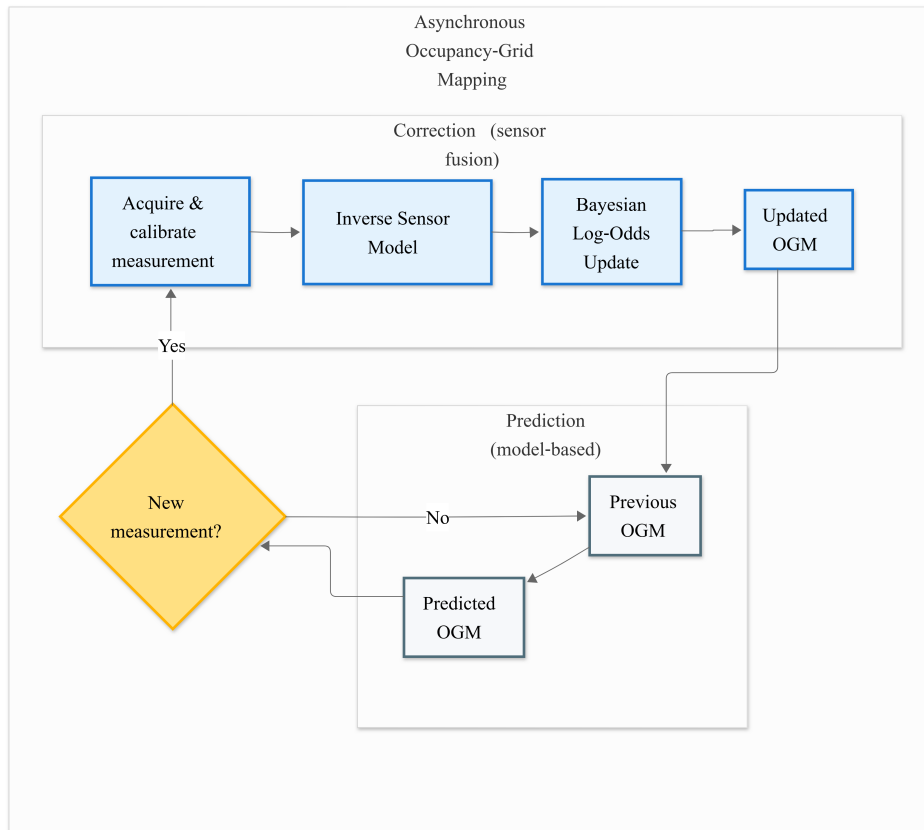 Asynchronous
Occupancy-Grid
Mapping
Correction (sensor
fusion)
Acquire &
calibrate
measurement
Inverse Sensor
Model
Bayesian
Log-Odds
Update
Updated
OGM
Yes
Prediction
(model-based)
New
measurement?
No
Previous
OGM
Predicted
OGM